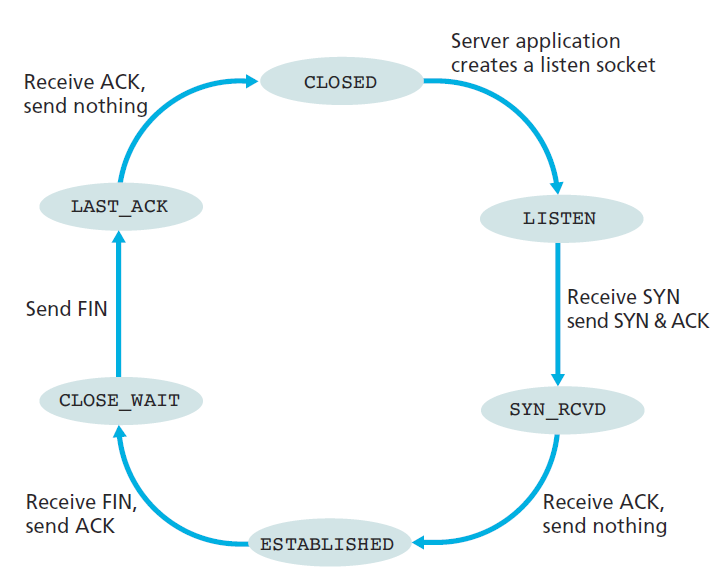 Server application
creates a listen socket
Receive ACK,
send nothing
CLOSED
LAST_ACK
LISTEN
Send FIN
Receive SYN
send SYN & ACK
CLOSE_WAIT
SYN_RCVD
Receive FIN,
send ACK
Receive ACK,
send nothing
ESTABLISHED